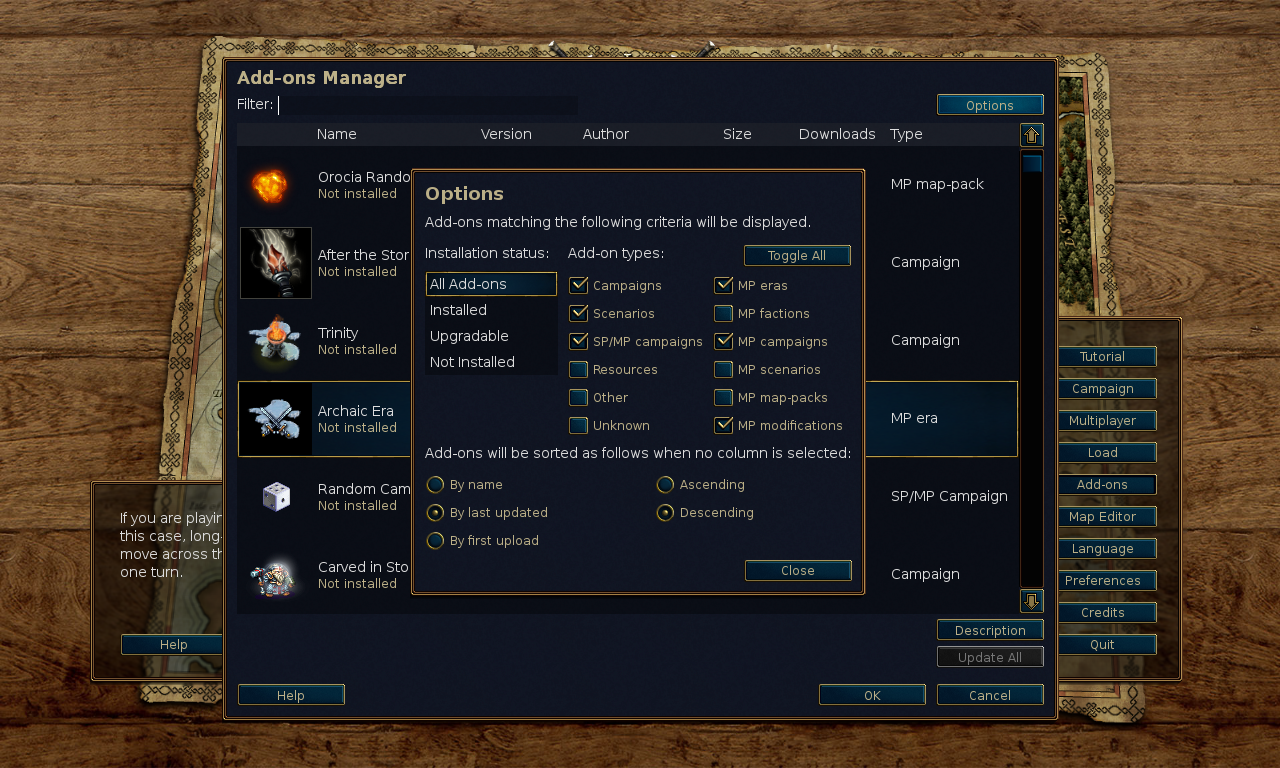 Add-ons Manager
Filter:
Options
Name Version Author Size Downloads Type
Orocia Rando
Not installed
MP map-pack
After the Stor
Not installed
Campaign
Trinity
Not installed
Campaign
Archaic Era
Not installed
MP era
Random Cam
Not installed
SP/MP Campaign
Carved in Sto
Not installed
Campaign
Options
Add-ons matching the following criteria will be displayed.
Installation status:
All Add-ons
Installed
Upgradable
Not Installed
Add-on types:
Toggle All
Campaigns MP eras
Scenarios MP factions
SP/MP campaigns MP campaigns
Resources MP scenarios
Other MP map-packs
Unknown MP modifications
Add-ons will be sorted as follows when no column is selected:
By name Ascending
By last updated Descending
By first upload
Close
Description
Update All
Help
OK
Cancel
If you are playin
this case, long-
move across th
one turn.
Help
Tutorial
Campaign
Multiplayer
Load
Add-ons
Map Editor
Language
Preferences
Credits
Quit